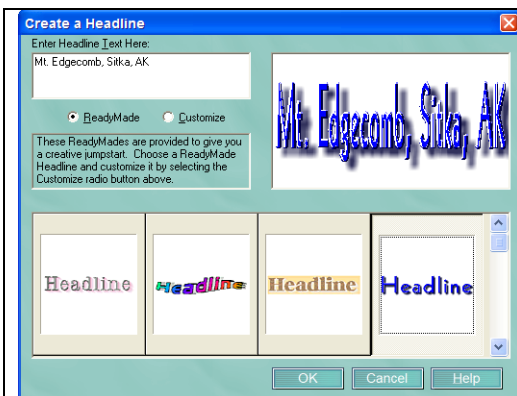 Create a Headline
Enter Headline Text Here:
Mt. Edgecomb, Sitka, AK
Mt. Edgecomb, Sitka, AK
ReadyMade
Customize
These ReadyMades are provided to give you
a creative jumpstart. Choose a ReadyMade
Headline and customize it by selecting the
Customize radio button above.
Headline
Headline
Headline
Headline
OK
Cancel
Help